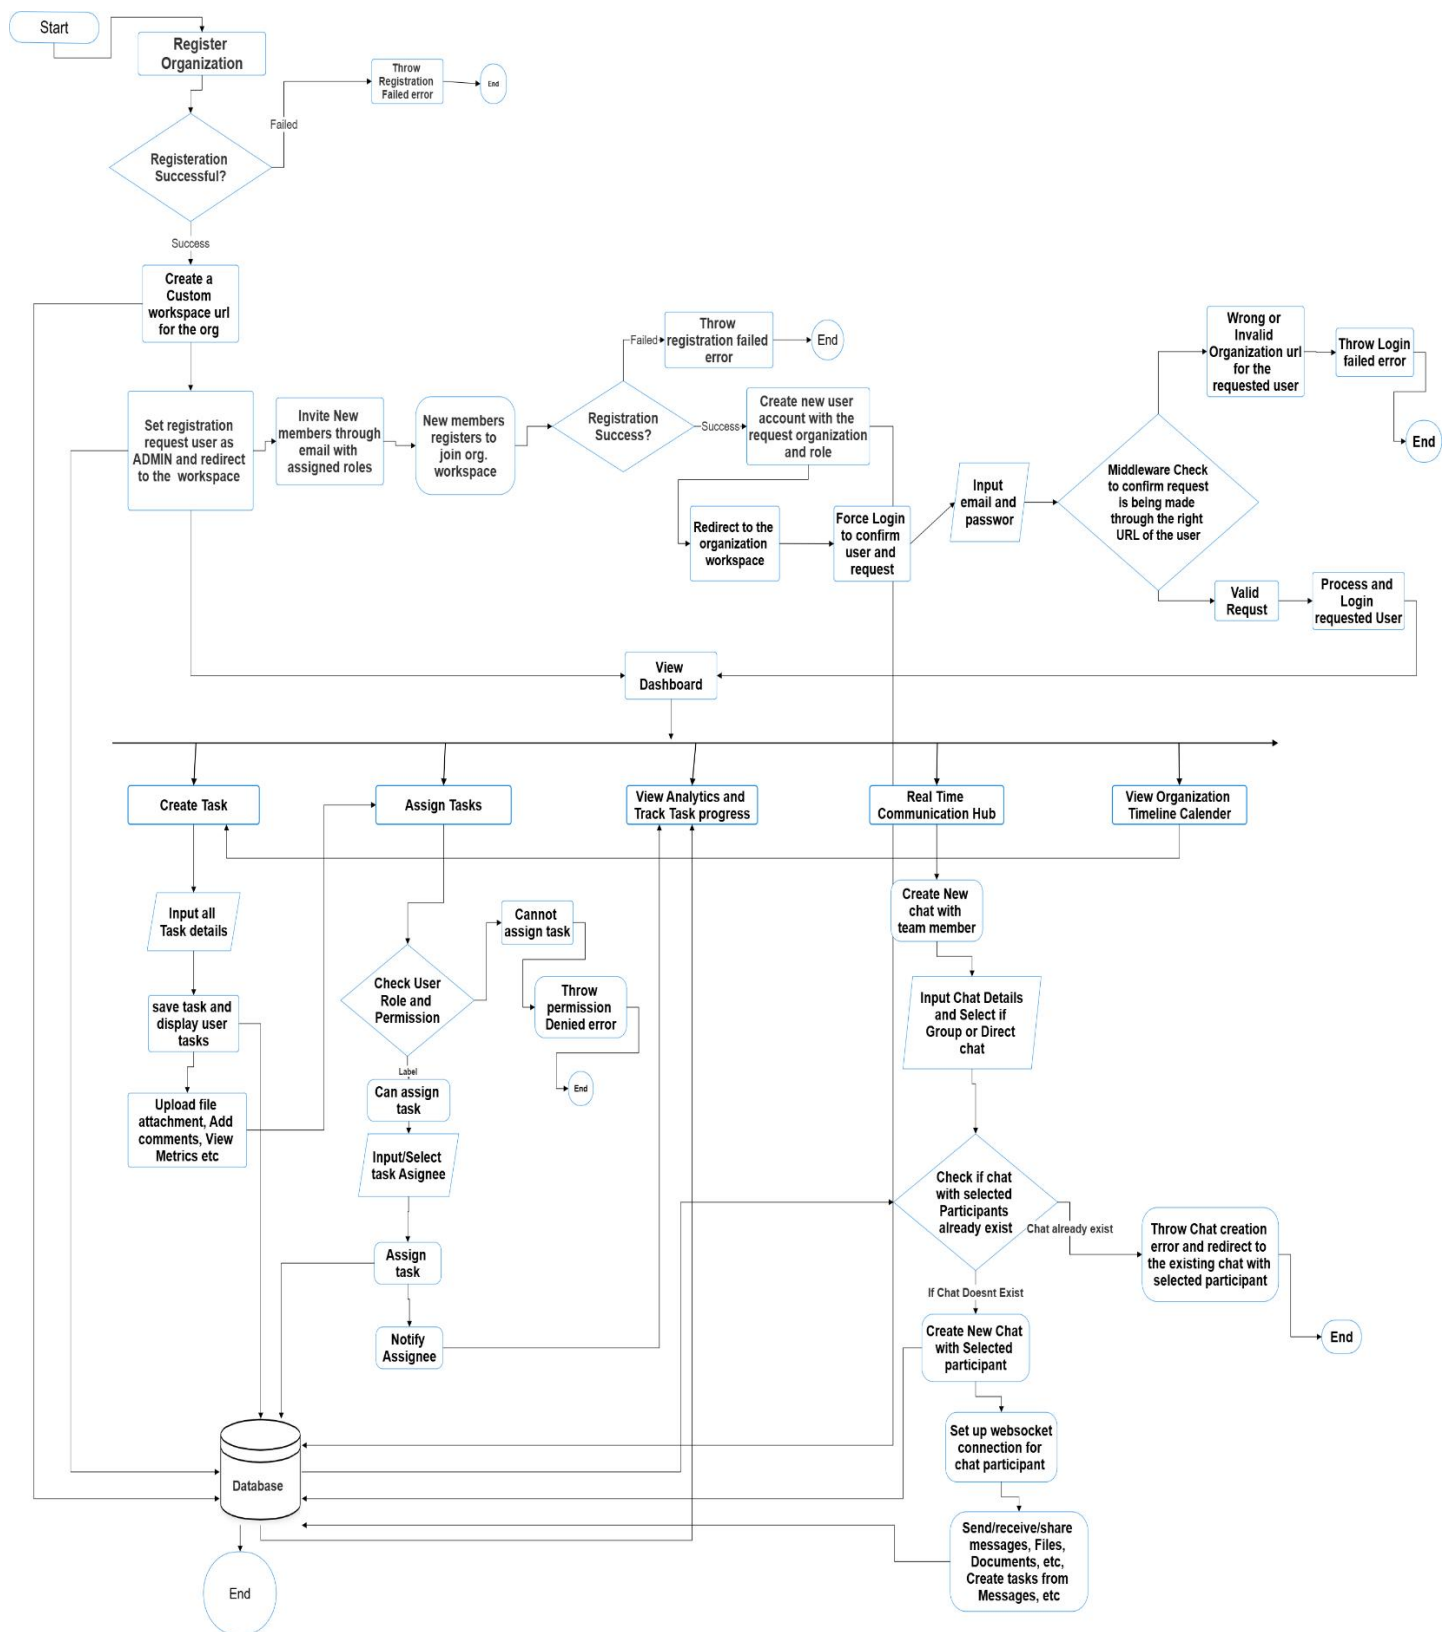 Start
Register
Organization
Throw
Registration
Failed error
End
Failed
Registeration
Successful?
Success
Create a
Custom
workspace url
for the org
Set registration
request user as
ADMIN and redirect
to the workspace
Invite New
members through
email with
assigned roles
New members
registers to
join org.
workspace
Registration
Success?
Failed
Throw
registration failed
error
End
Success
Create new user
account with the
request organization
and role
Redirect to the
organization
workspace
Force Login
to confirm
user and
request
Input
email and
passwor
Middleware Check
to confirm request
is being made
through the right
URL of the user
Wrong or
Invalid
Organization url
for the
requested user
Throw Login
failed error
End
Valid
Requst
Process and
Login
requested User
View
Dashboard
Create Task
Assign Tasks
View Analytics and
Track Task progress
Real Time
Communication Hub
View Organization
Timeline Calender
Input all
Task details
save task and
display user
tasks
Upload file
attachment, Add
comments, View
Metrics etc
Check User
Role and
Permission
Cannot
assign task
Throw
permission
Denied error
End
Label
Can assign
task
Input/Select
task Asignee
Assign
task
Notify
Assignee
Create New
chat with
team member
Input Chat Details
and Select if
Group or Direct
chat
Check if chat
with selected
Participants
already exist
Chat already exist
Throw Chat creation
error and redirect to
the existing chat with
selected participant
End
If Chat Doesnt Exist
Create New Chat
with Selected
participant
Set up websocket
connection for
chat participant
Send/receive/share
messages, Files,
Documents, etc,
Create tasks from
Messages, etc
Database
End